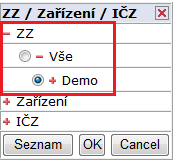 ZZ / Zařízení / IČZ
ZZ
Vše
Demo
Zařízení
IČZ
Seznam OK Cancel